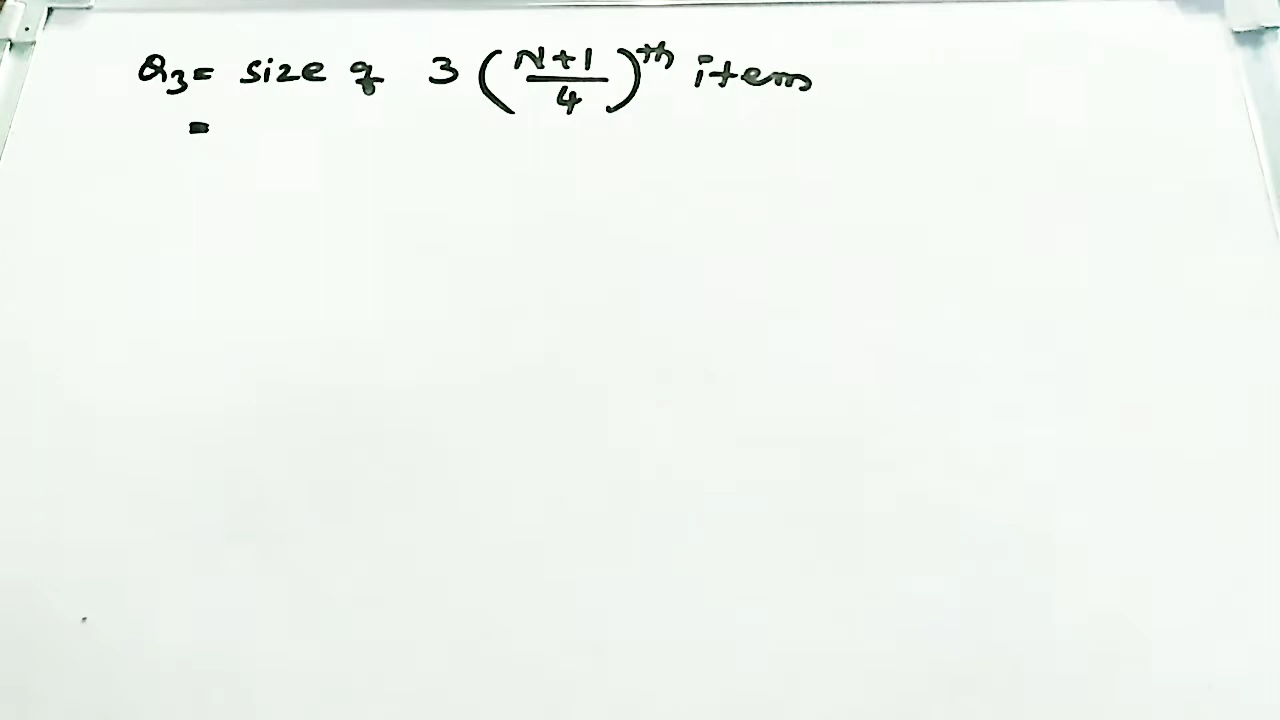 Q3 = size of 3 (N+1/4)th item
=